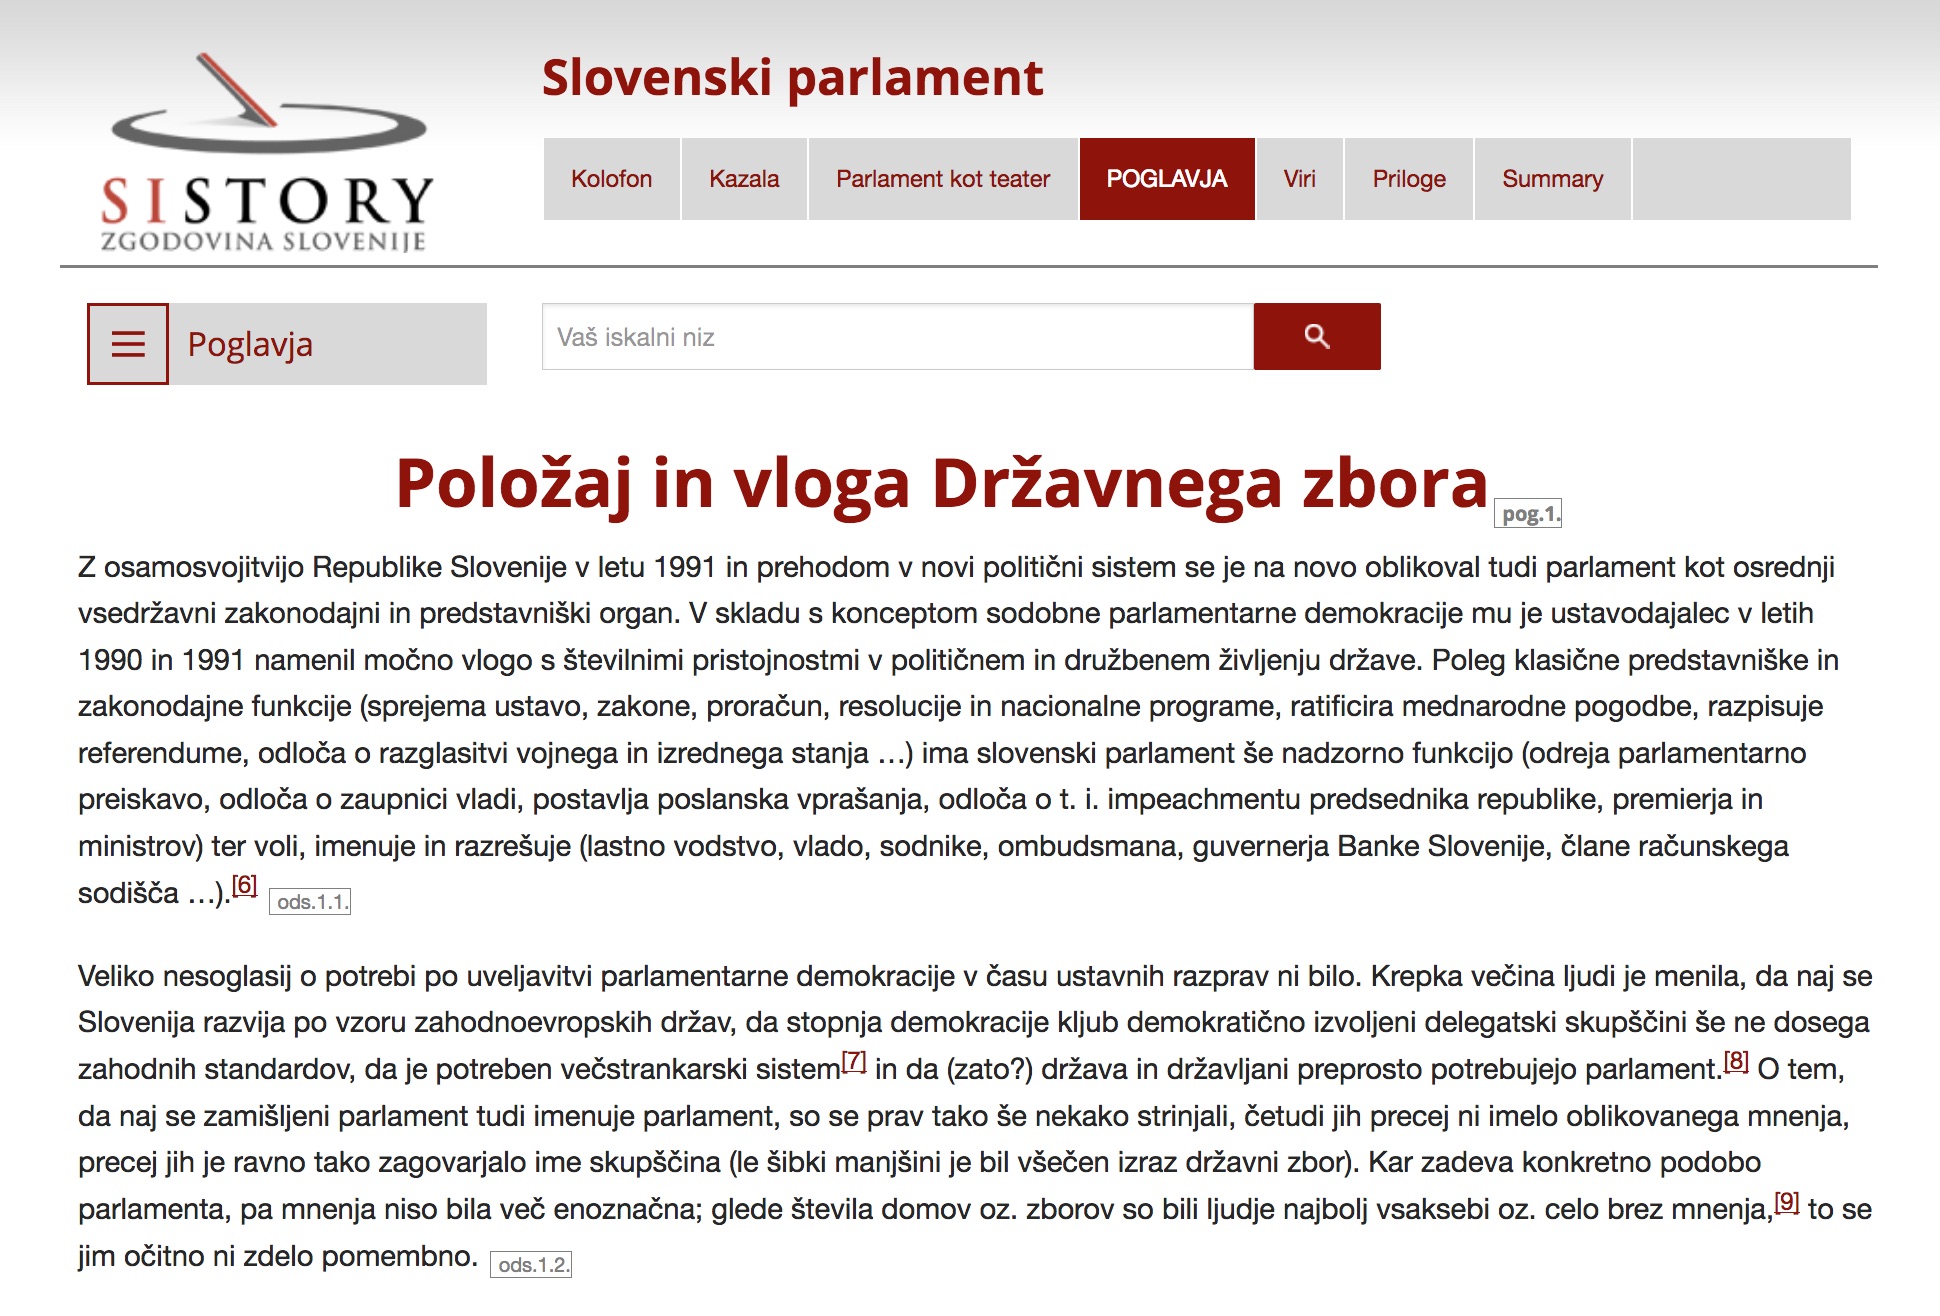 SISTORY
ZGODOVINA SLOVENIJE
Slovenski parlament
Kolofon
Kazala
Parlament kot teater
POGLAVJA
Viri
Priloge
Summary
Poglavja
Vaš iskalni niz
Položaj in vloga Državnega zbora pog.1.
Z osamosvojitvijo Republike Slovenije v letu 1991 in prehodom v novi politični sistem se je na novo oblikoval tudi parlament kot osrednji
vsedržavni zakonodajni in predstavniški organ. V skladu s konceptom sodobne parlamentarne demokracije mu je ustavodajalec v letih
1990 in 1991 namenil močno vlogo s številnimi pristojnostmi v političnem in družbenem življenju države. Poleg klasične predstavniške in
zakonodajne funkcije (sprejema ustavo, zakone, proračun, resolucije in nacionalne programe, ratificira mednarodne pogodbe, razpisuje
referendume, odloča o razglasitvi vojnega in izrednega stanja …) ima slovenski parlament še nadzorno funkcijo (odreja parlamentarno
preiskavo, odloča o zaupnici vladi, postavlja poslanska vprašanja, odloča o t. i. impeachmentu predsednika republike, premierja in
ministrov) ter voli, imenuje in razrešuje (lastno vodstvo, vlado, sodnike, ombudsmana, guvernerja Banke Slovenije, člane računskega
sodišča …).[6] ods.1.1.
Veliko nesoglasij o potrebi po uveljavitvi parlamentarne demokracije v času ustavnih razprav ni bilo. Krepka večina ljudi je menila, da naj se
Slovenija razvija po vzoru zahodnoevropskih držav, da stopnja demokracije kljub demokratično izvoljeni delegatski skupščini še ne dosega
zahodnih standardov, da je potreben večstrankarski sistem[7] in da (zato?) država in državljani preprosto potrebujejo parlament.[8] O tem,
da naj se zamišljeni parlament tudi imenuje parlament, so se prav tako še nekako strinjali, četudi jih precej ni imelo oblikovanega mnenja,
precej jih je ravno tako zagovarjalo ime skupščina (le šibki manjšini je bil všečen izraz državni zbor). Kar zadeva konkretno podobo
parlamenta, pa mnenja niso bila več enoznačna; glede števila domov oz. zborov so bili ljudje najbolj vsaksebi oz. celo brez mnenja,[9] to se
jim očitno ni zdelo pomembno. ods.1.2.